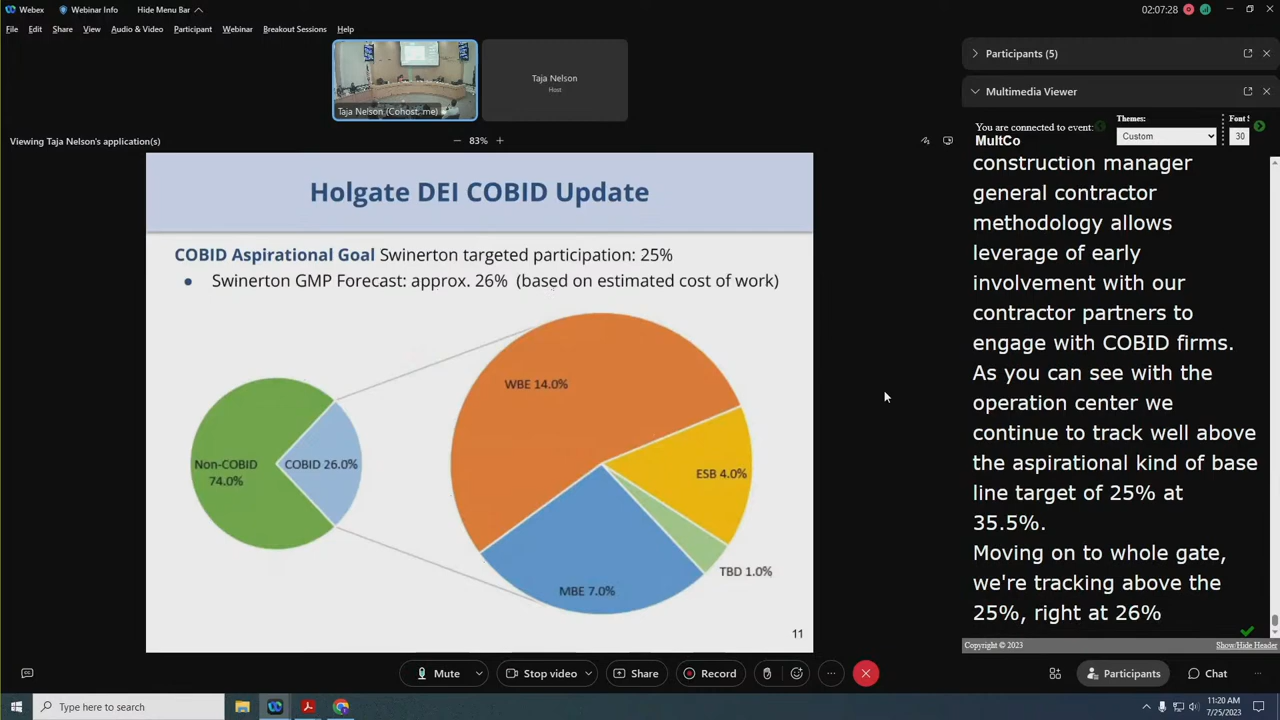 Webex
Webinar Info
Hide Menu Bar
02:07:28
File Edit Share View Audio & Video Participant Webinar Breakout Sessions Help
Taja Nelson (Cohost, me)
Taja Nelson
Host
Viewing Taja Nelson's application(s)
83%
Holgate DEI COBID Update
COBID Aspirational Goal Swinerton targeted participation: 25%
Swinerton GMP Forecast: approx. 26% (based on estimated cost of work)
Non-COBID
74.0%
COBID 26.0%
WBE 14.0%
ESB 4.0%
TBD 1.0%
MBE 7.0%
11
Participants (5)
Multimedia Viewer
You are connected to event:
MultCo
Themes:
Custom
Font
30
construction manager
general contractor
methodology allows
leverage of early
involvement with our
contractor partners to
engage with COBID firms.
As you can see with the
operation center we
continue to track well above
the aspirational kind of base
line target of 25% at
35.5%.
Moving on to whole gate,
we're tracking above the
25%, right at 26%
Copyright © 2023
Show/Hide Header
Mute
Stop video
Share
Record
Participants
Chat
Type here to search
11:20 AM
7/25/2023